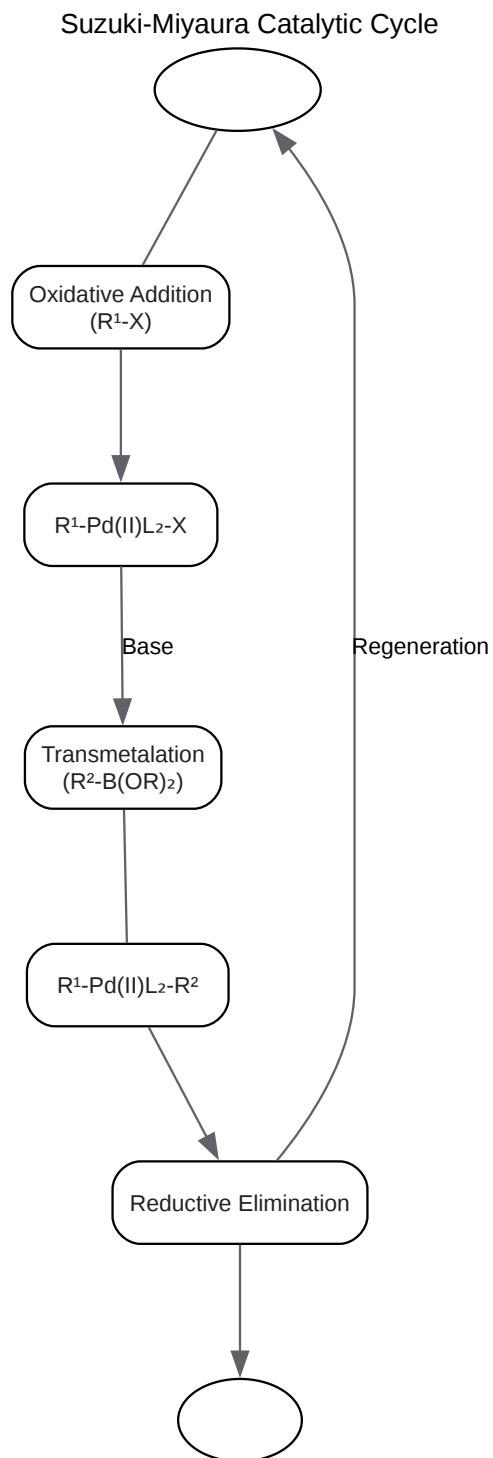 Suzuki-Miyaura Catalytic Cycle
Oxidative Addition
(R¹-X)
R¹-Pd(II)L₂-X
Base
Regeneration
Transmetalation
(R²-B(OR)₂)
R¹-Pd(II)L₂-R²
Reductive Elimination